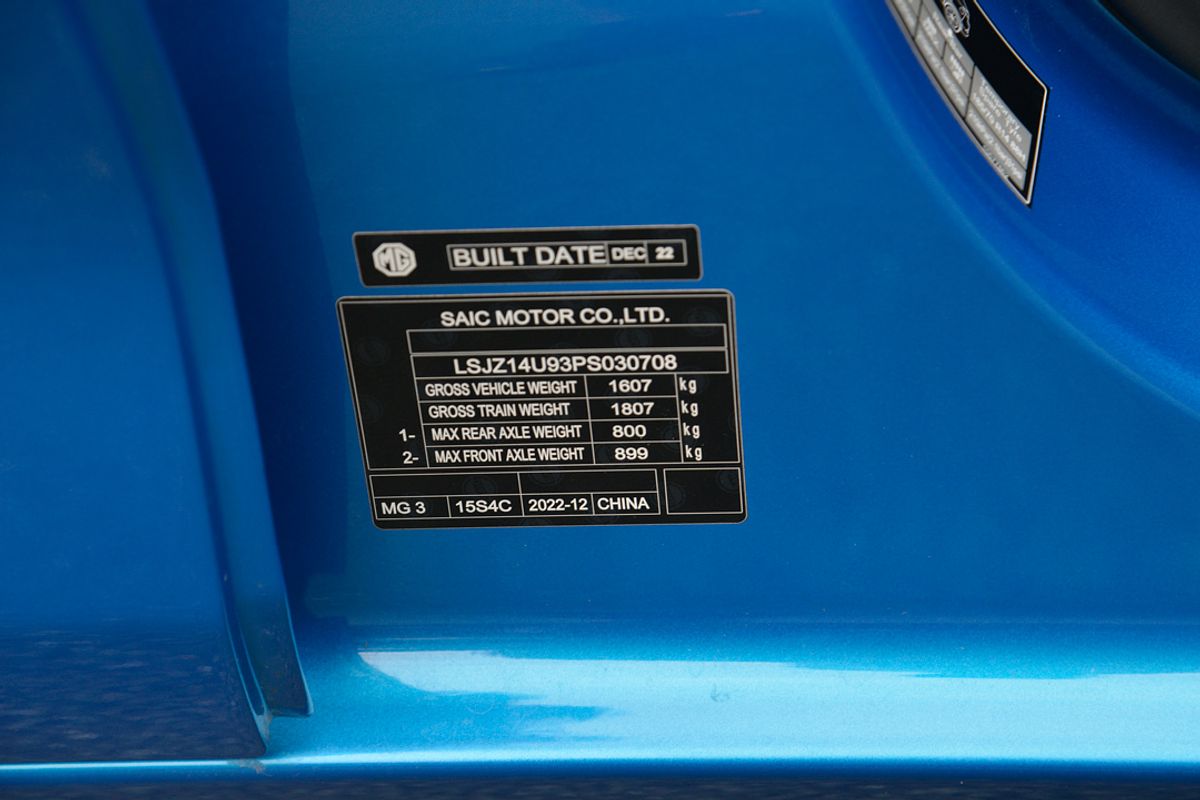 MG BUILT DATE DEC 22
SAIC MOTOR CO.,LTD.
LSJZ14U93PS030708
GROSS VEHICLE WEIGHT 1607 kg
GROSS TRAIN WEIGHT 1807 kg
1- MAX REAR AXLE WEIGHT 800 kg
2- MAX FRONT AXLE WEIGHT 899 kg
MG 3 15S4C 2022-12 CHINA